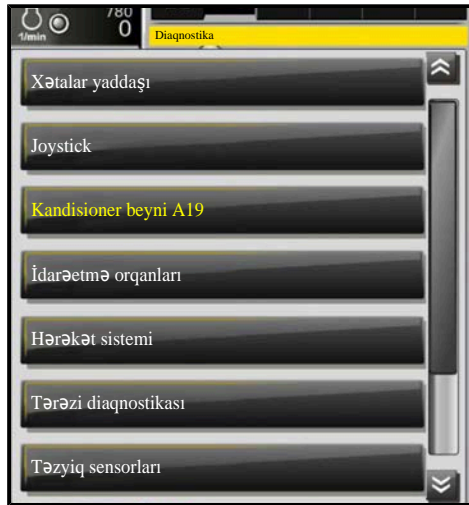 780
1/min
0
Diaqnostika
Xətalar yaddaşı
Joystick
Kandisioner beyni A19
İdarəetmə orqanları
Hərəkət sistemi
Tərəzi diaqnostikası
Təzyiq sensorları